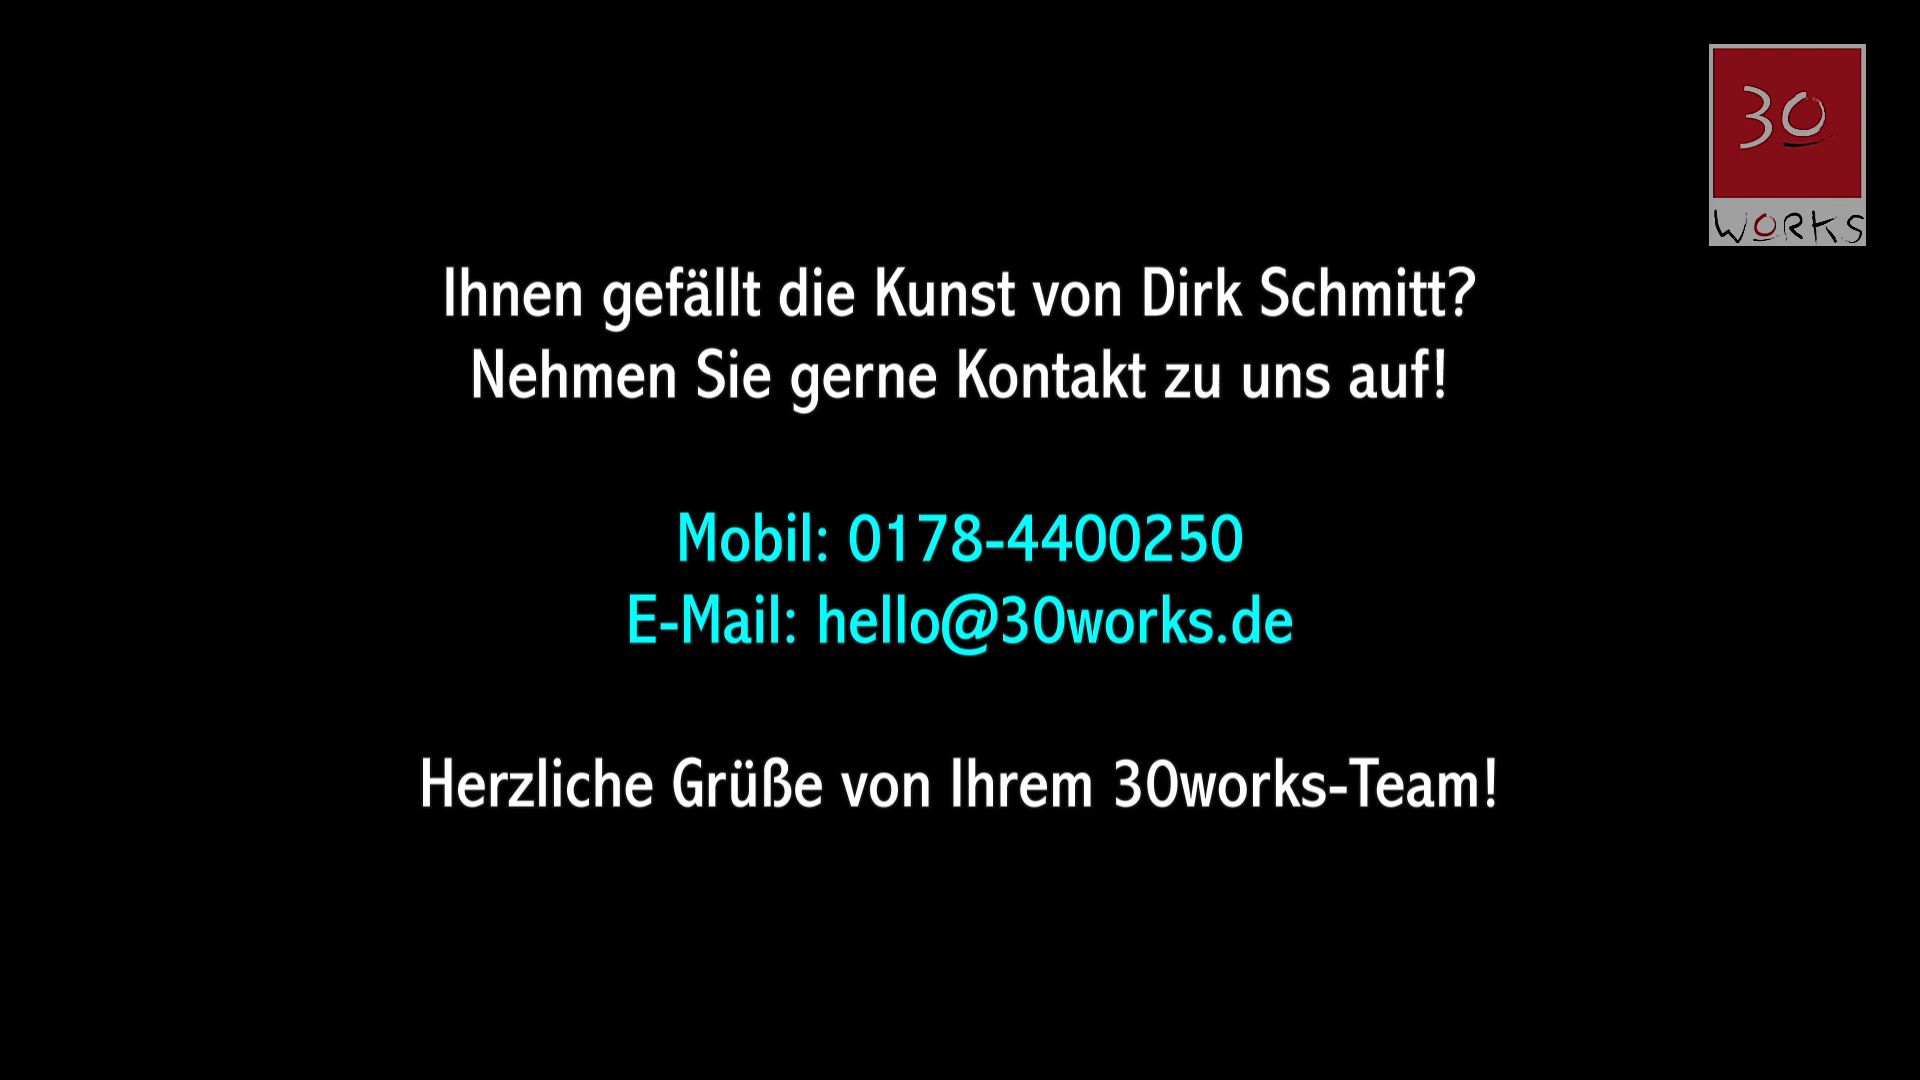 30
WORKS
Ihnen gefällt die Kunst von Dirk Schmitt?
Nehmen Sie gerne Kontakt zu uns auf!
Mobil: 0178-4400250
E-Mail: hello@30works.de
Herzliche Grüße von Ihrem 30works-Team!